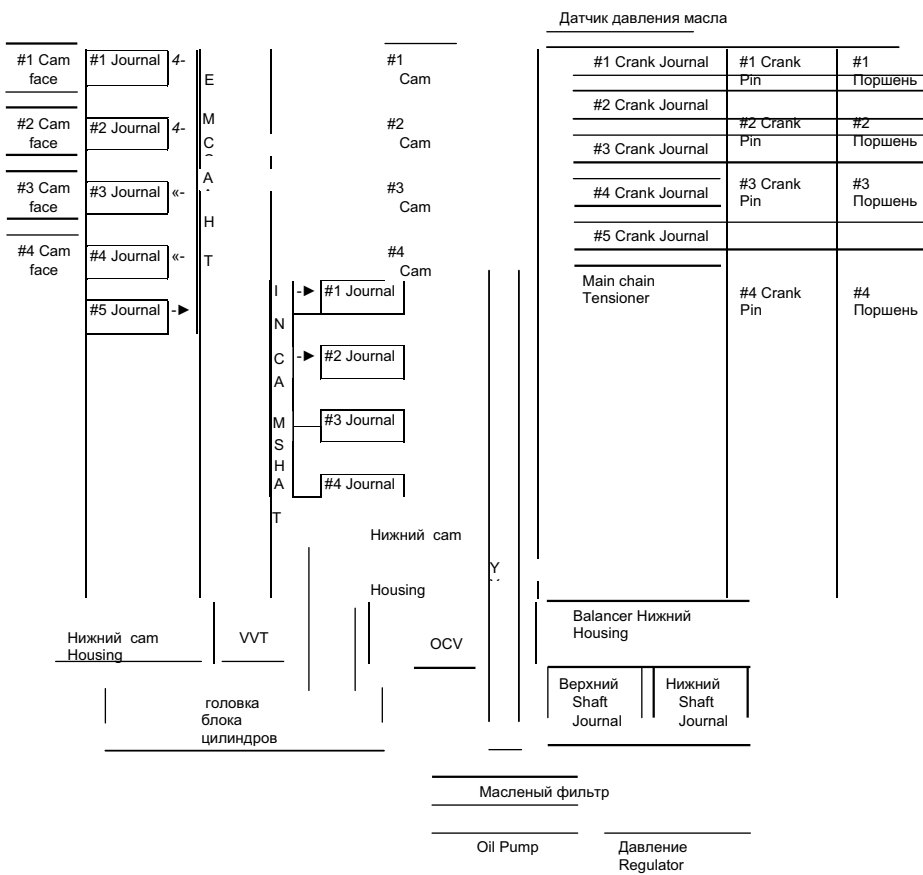 Датчик давления масла
#1 Cam
face
#1 Journal 4-
#2 Cam
face
#2 Journal 4-
#3 Cam
face
#3 Journal «-
#4 Cam
face
#4 Journal «-
#5 Journal -►
E
M
C
A
H
T
#1
Cam
#2
Cam
#3
Cam
#4
Cam
I
N
C
A
M
S
H
A
T
-► #1 Journal
-► #2 Journal
#3 Journal
#4 Journal
#1 Crank Journal
#2 Crank Journal
#3 Crank Journal
#4 Crank Journal
#5 Crank Journal
Main chain
Tensioner
#1 Crank
Pin
#2 Crank
Pin
#3 Crank
Pin
#4 Crank
Pin
#1
Поршень
#2
Поршень
#3
Поршень
#4
Поршень
Нижний cam
Housing
Y
Нижний cam
Housing
VVT
OCV
Balancer Нижний
Housing
Верхний
Shaft
Journal
Нижний
Shaft
Journal
головка
блока
цилиндров
Масленый фильтр
Oil Pump
Давление
Regulator